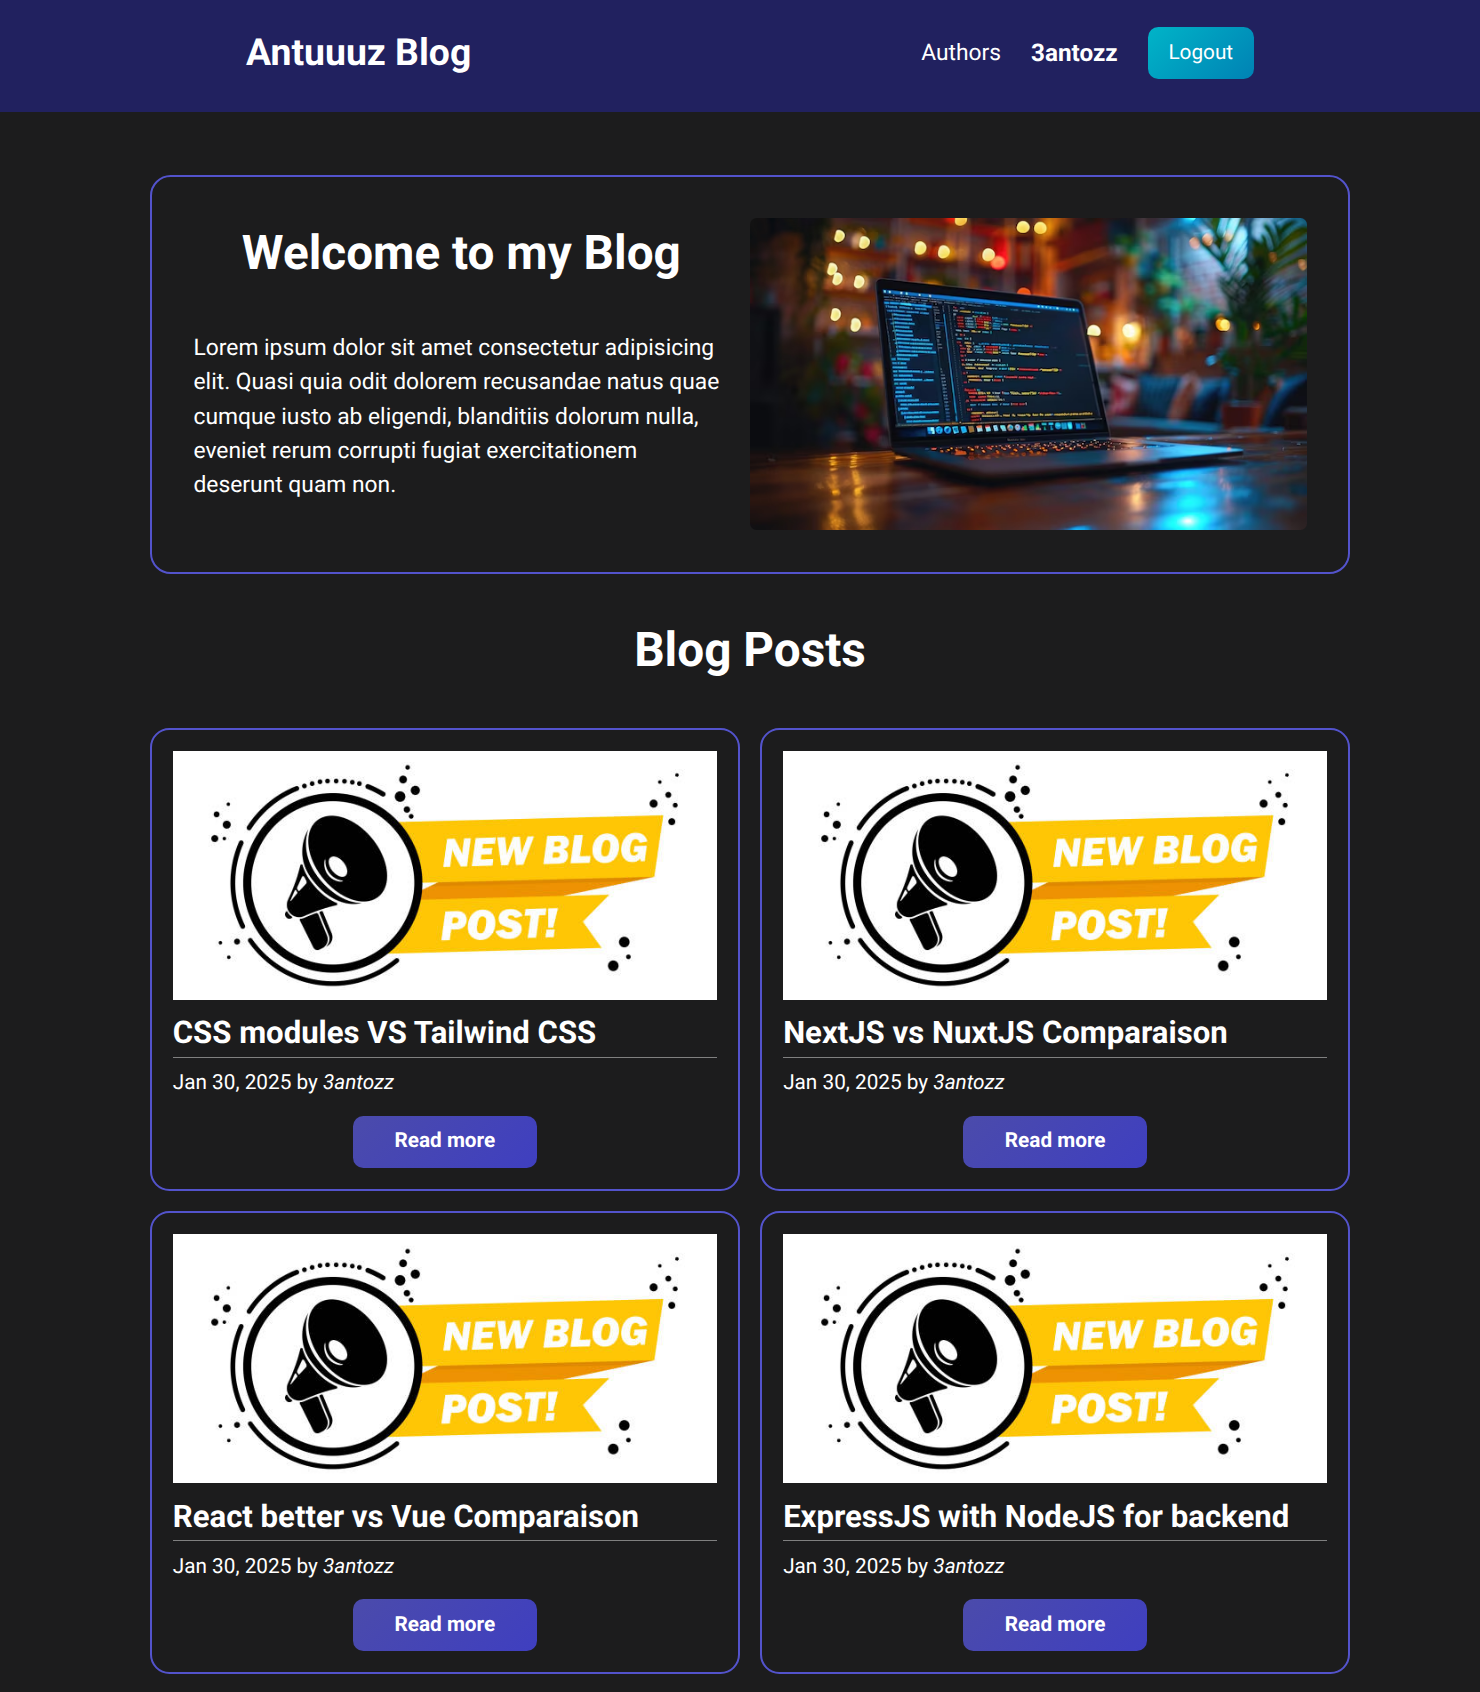 Antuuuz Blog
Authors 3antozz Logout
Welcome to my Blog
Lorem ipsum dolor sit amet consectetur adipisicing
elit. Quasi quia odit dolorem recusandae natus quae
cumque iusto ab eligendi, blanditiis dolorum nulla,
eveniet rerum corrupti fugiat exercitationem
deserunt quam non.
Blog Posts
NEW BLOG
POST!
CSS modules VS Tailwind CSS
Jan 30, 2025 by 3antozz
Read more
NEW BLOG
POST!
NextJS vs NuxtJS Comparaison
Jan 30, 2025 by 3antozz
Read more
NEW BLOG
POST!
React better vs Vue Comparaison
Jan 30, 2025 by 3antozz
Read more
NEW BLOG
POST!
ExpressJS with NodeJS for backend
Jan 30, 2025 by 3antozz
Read more